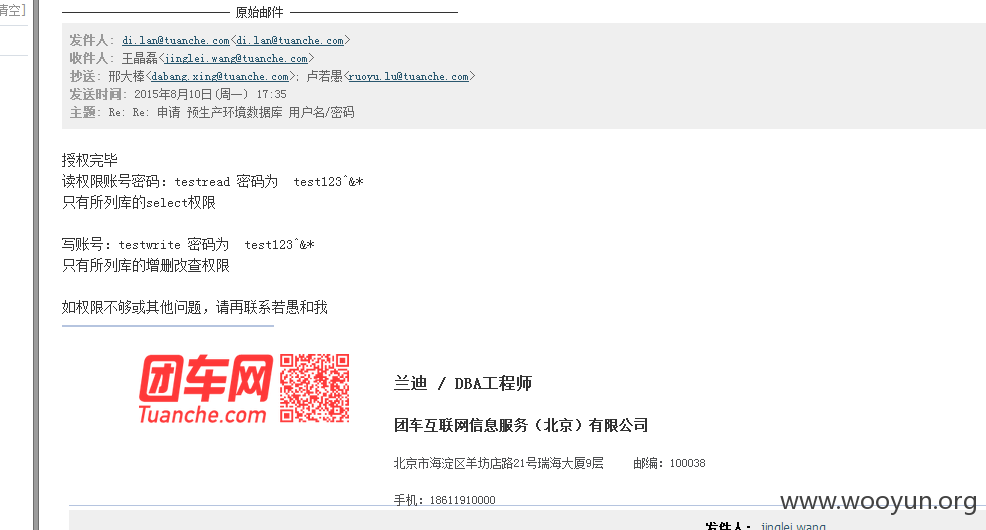 清空]
原始邮件
发件人: di.lan@tuanche.com<di.lan@tuanche.com>
收件人: 王晶磊<jinglei.wang@tuanche.com>
抄送: 邢大棒<dabang.xing@tuanche.com>; 卢若愚<ruoyu.lu@tuanche.com>
发送时间: 2015年8月10日(周一) 17:35
主题: Re: Re: 申请 预生产环境数据库 用户名/密码
授权完毕
读权限账号密码: testread 密码为 test123^&*
只有所列库的select权限
写账号: testwrite 密码为 test123^&*
只有所列库的增删改查权限
如权限不够或其他问题，请再联系若愚和我
团车网
Tuanche.com
兰迪 / DBA工程师
团车互联网信息服务（北京）有限公司
北京市海淀区羊坊店路21号瑞海大厦9层 邮编: 100038
手机: 18611910000
www.wooyun.org
发件人: jinglei.wang